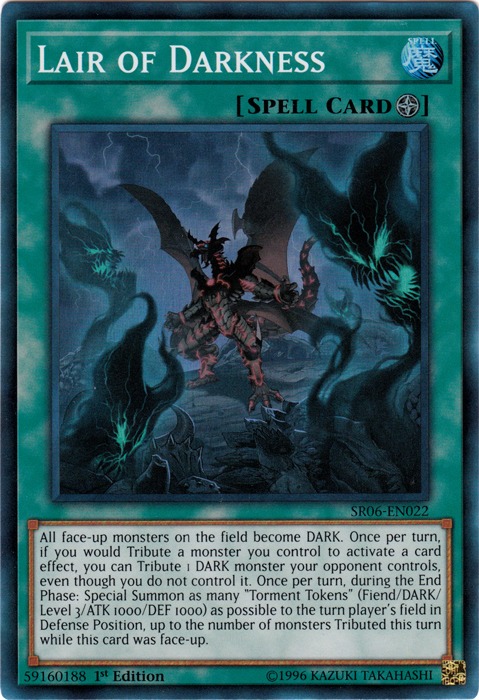 LAIR OF DARKNESS
SPELL
魔
[SPELL CARD]
SR06-EN022
All face-up monsters on the field become DARK. Once per turn,
if you would Tribute a monster you control to activate a card
effect, you can Tribute 1 DARK monster your opponent controls,
even though you do not control it. Once per turn, during the End
Phase: Special Summon as many "Torment Tokens" (Fiend/DARK/
Level 3/ATK 1000/DEF 1000) as possible to the turn player's field in
Defense Position, up to the number of monsters Tributed this turn
while this card was face-up.
59160188 1st Edition
©1996 KAZUKI TAKAHASHI